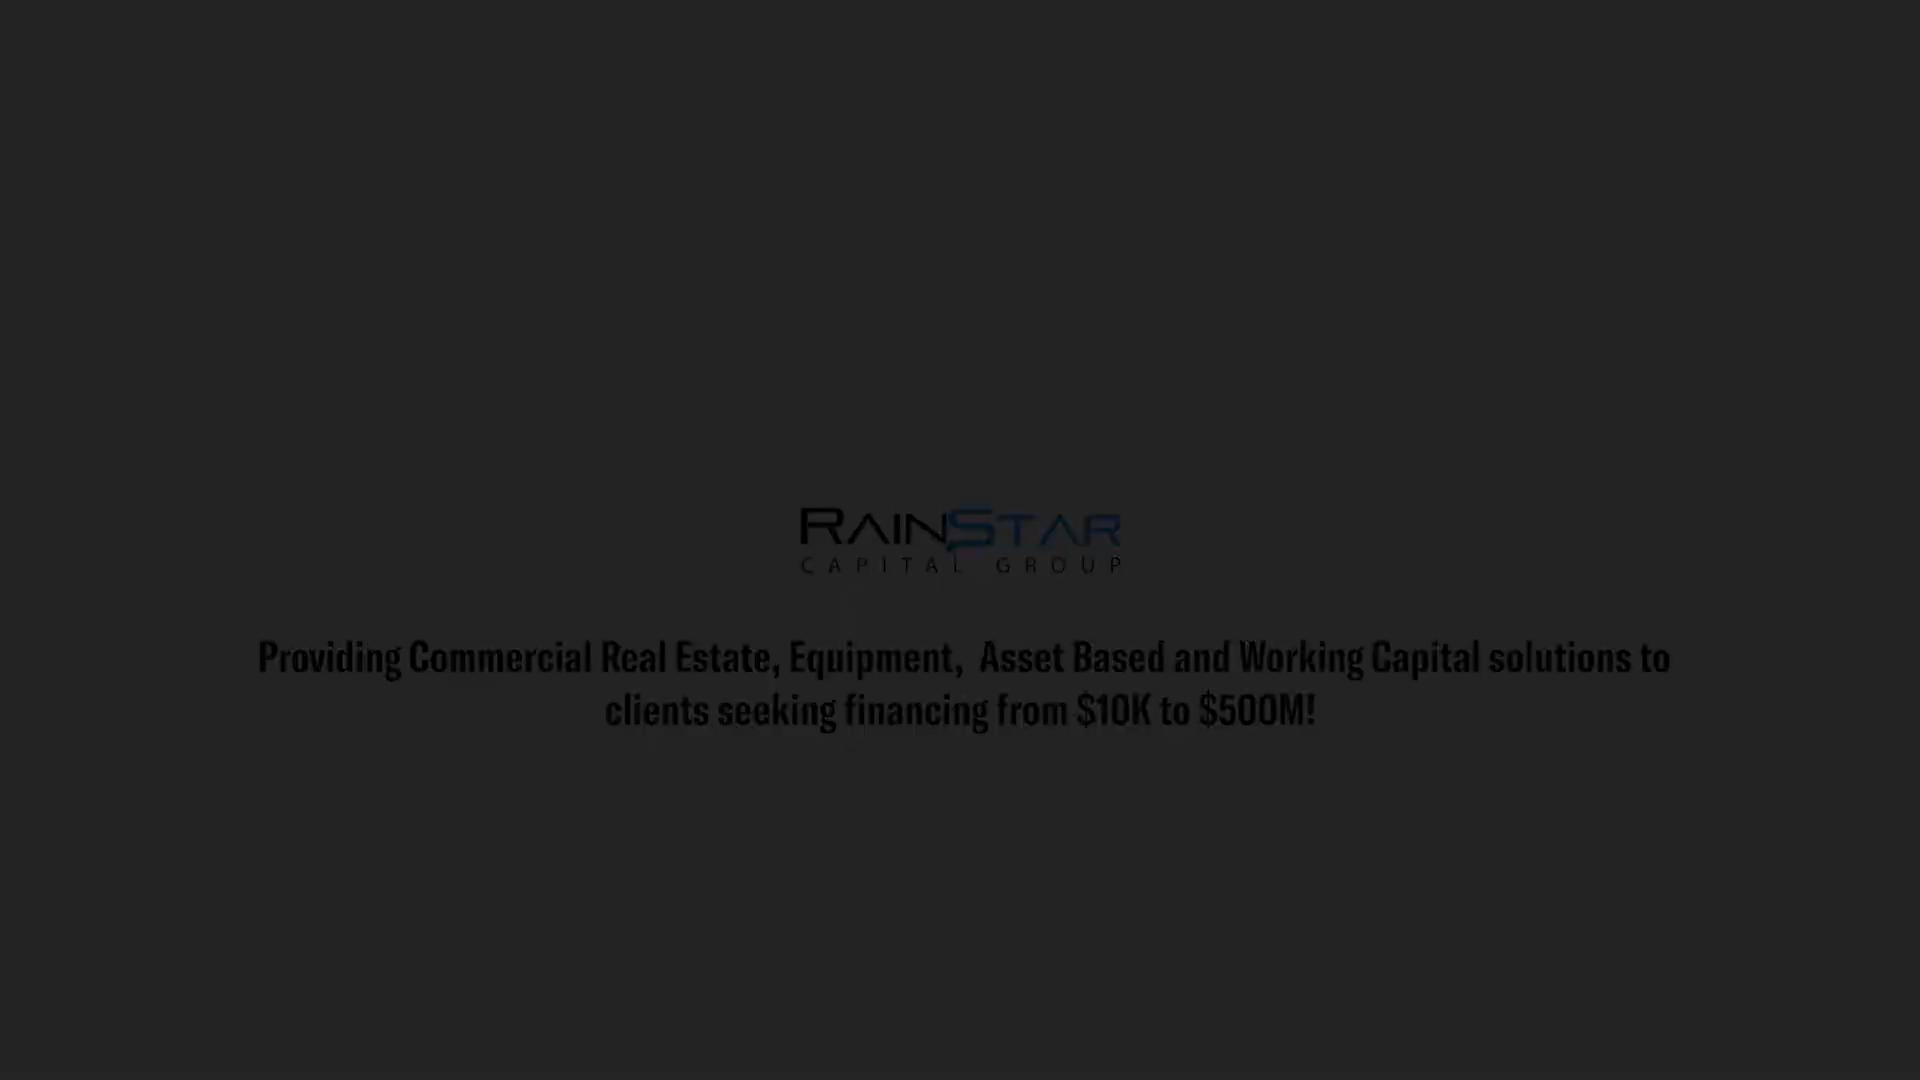 RAINSTAR
CAPITAL GROUP
Providing Commercial Real Estate, Equipment,  Asset Based and Working Capital solutions to
clients seeking financing from $10K to $500M!